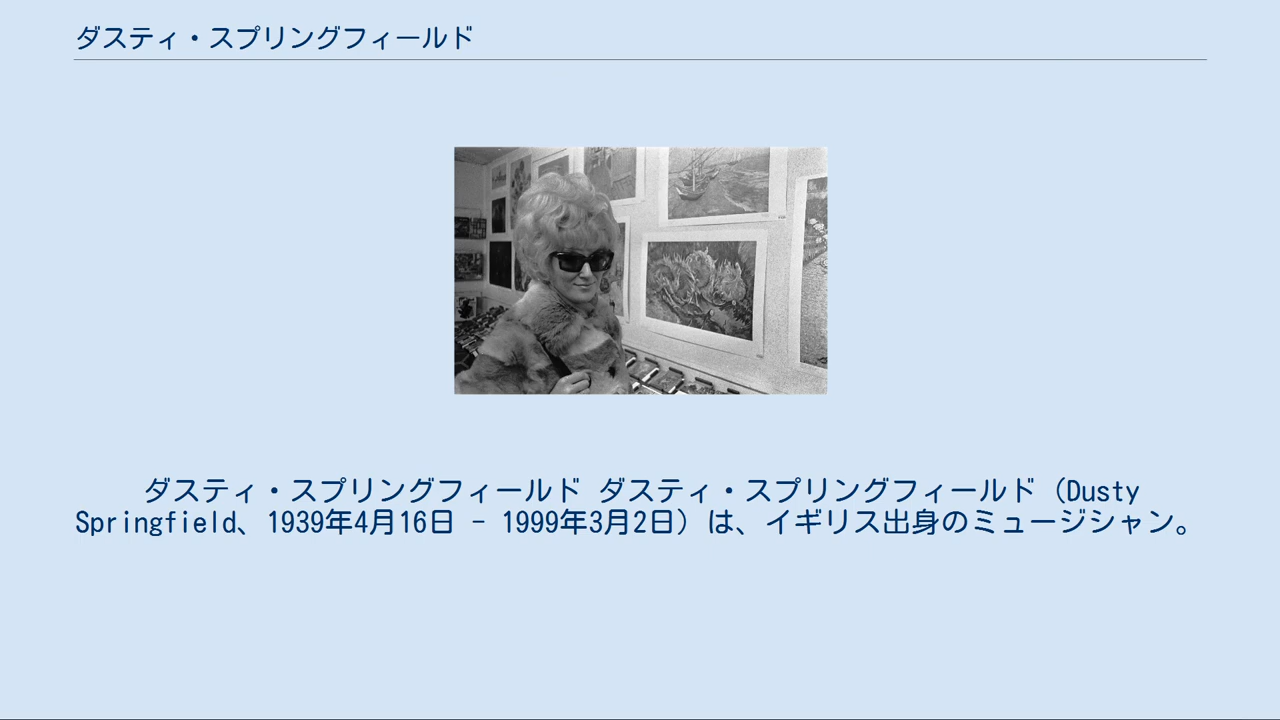 ダスティ・スプリングフィールド
ダスティ・スプリングフィールド ダスティ・スプリングフィールド（Dusty
Springfield、1939年4月16日 - 1999年3月2日）は、イギリス出身のミュージシャン。